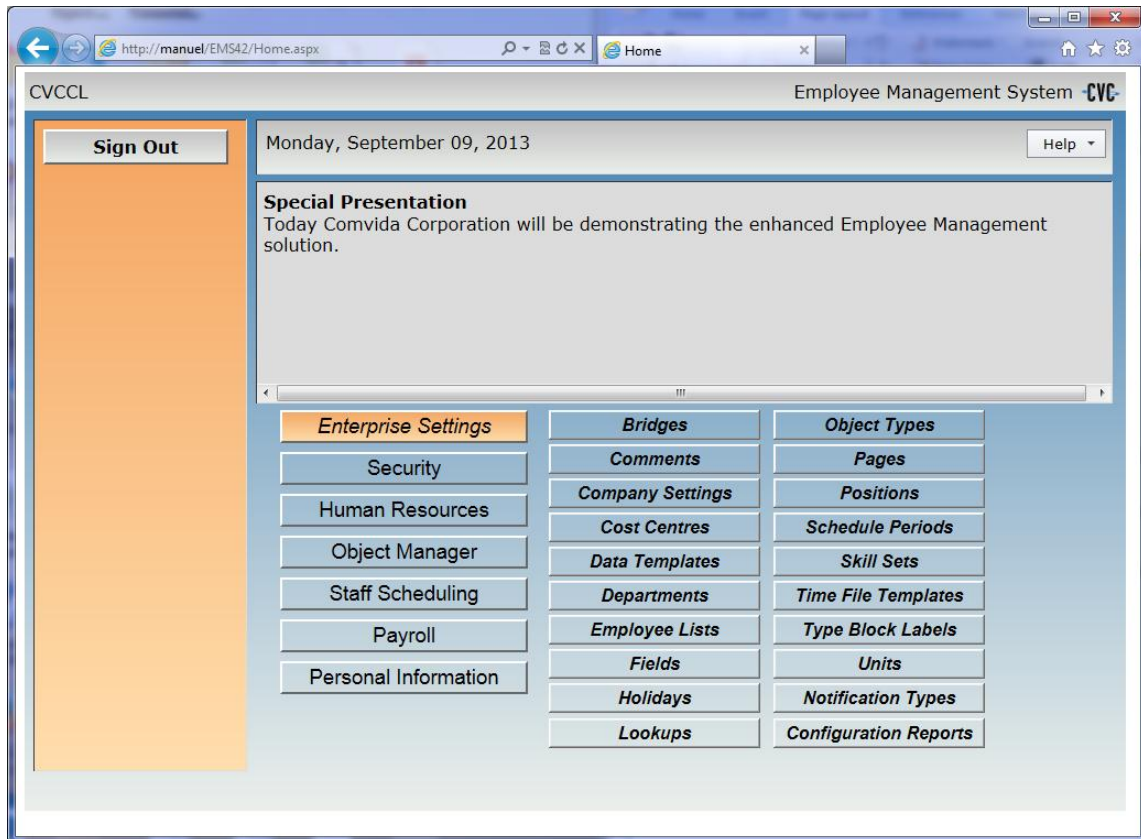 http://manuel/EMS42/Home.aspx
Home
CVCCL
Employee Management System CVC
Sign Out
Monday, September 09, 2013
Help
Special Presentation
Today Comvida Corporation will be demonstrating the enhanced Employee Management
solution.
Enterprise Settings
Security
Human Resources
Object Manager
Staff Scheduling
Payroll
Personal Information
Bridges
Comments
Company Settings
Cost Centres
Data Templates
Departments
Employee Lists
Fields
Holidays
Lookups
Object Types
Pages
Positions
Schedule Periods
Skill Sets
Time File Templates
Type Block Labels
Units
Notification Types
Configuration Reports